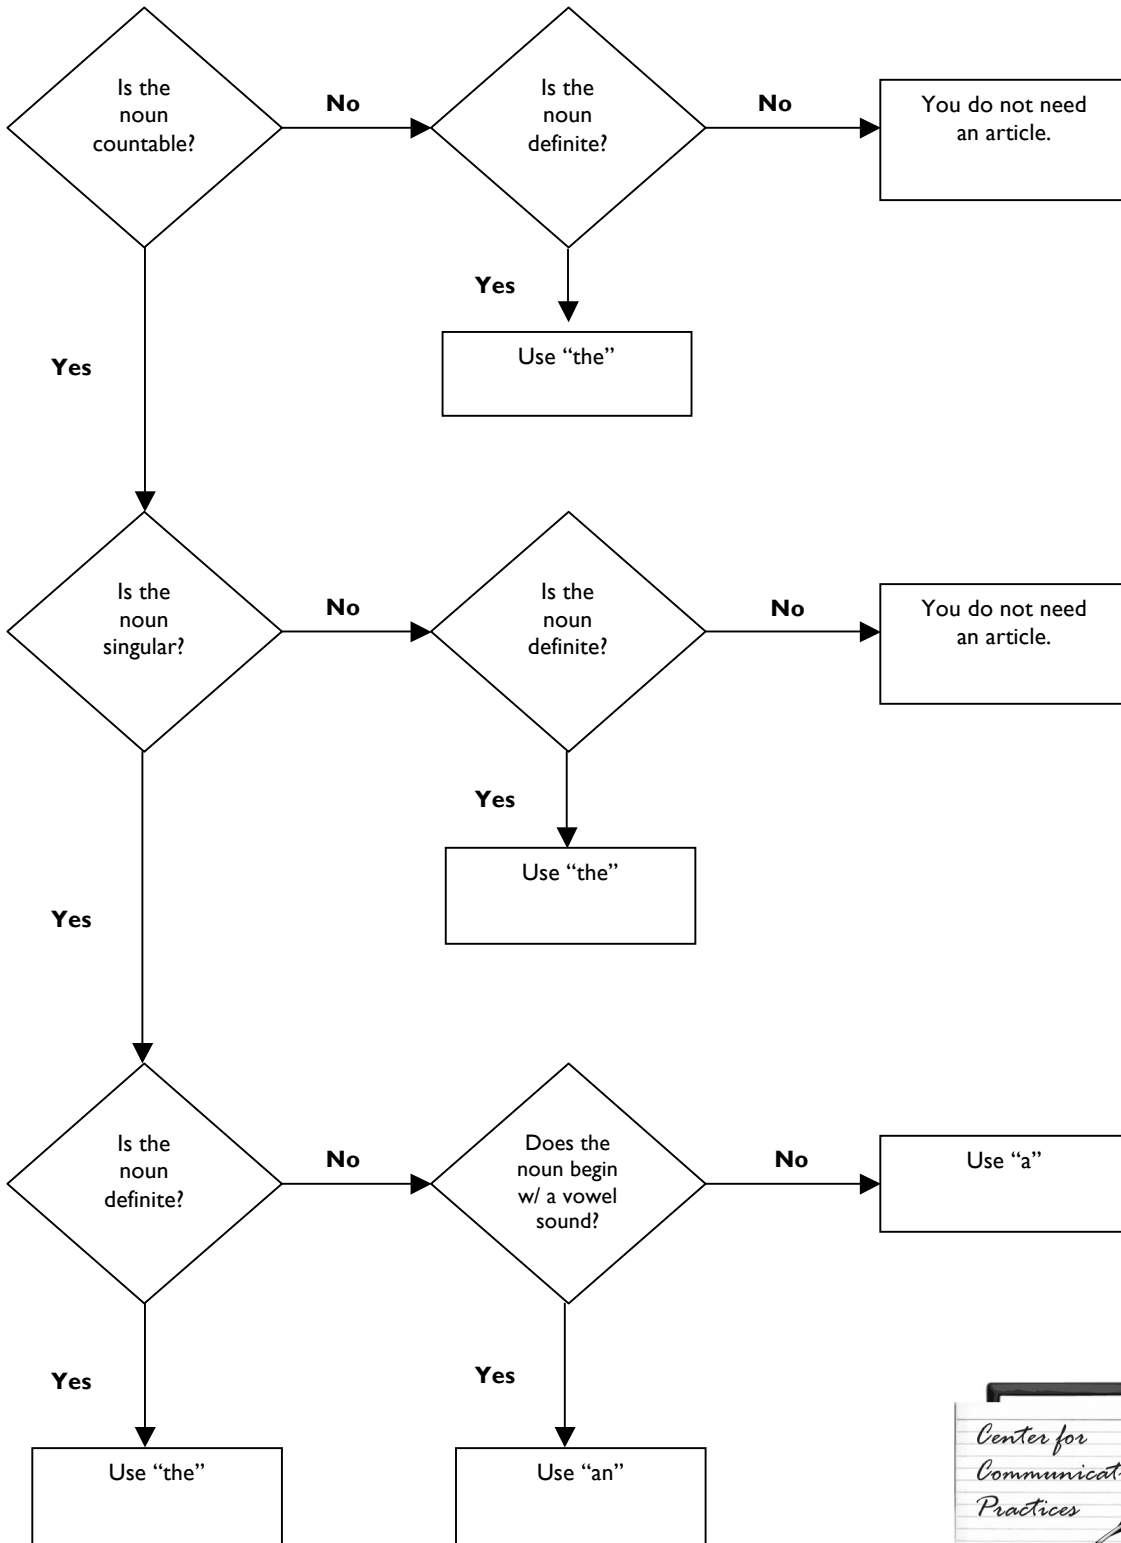 Is the
noun
countable?
No
Is the
noun
definite?
No
You do not need
an article.
Yes
Use “the”
Yes
Is the
noun
singular?
No
Is the
noun
definite?
No
You do not need
an article.
Yes
Use “the”
Yes
Is the
noun
definite?
No
Does the
noun begin
w/ a vowel
sound?
No
Use “a”
Yes
Use “the”
Yes
Use “an”
Center for
Communicat
Practices